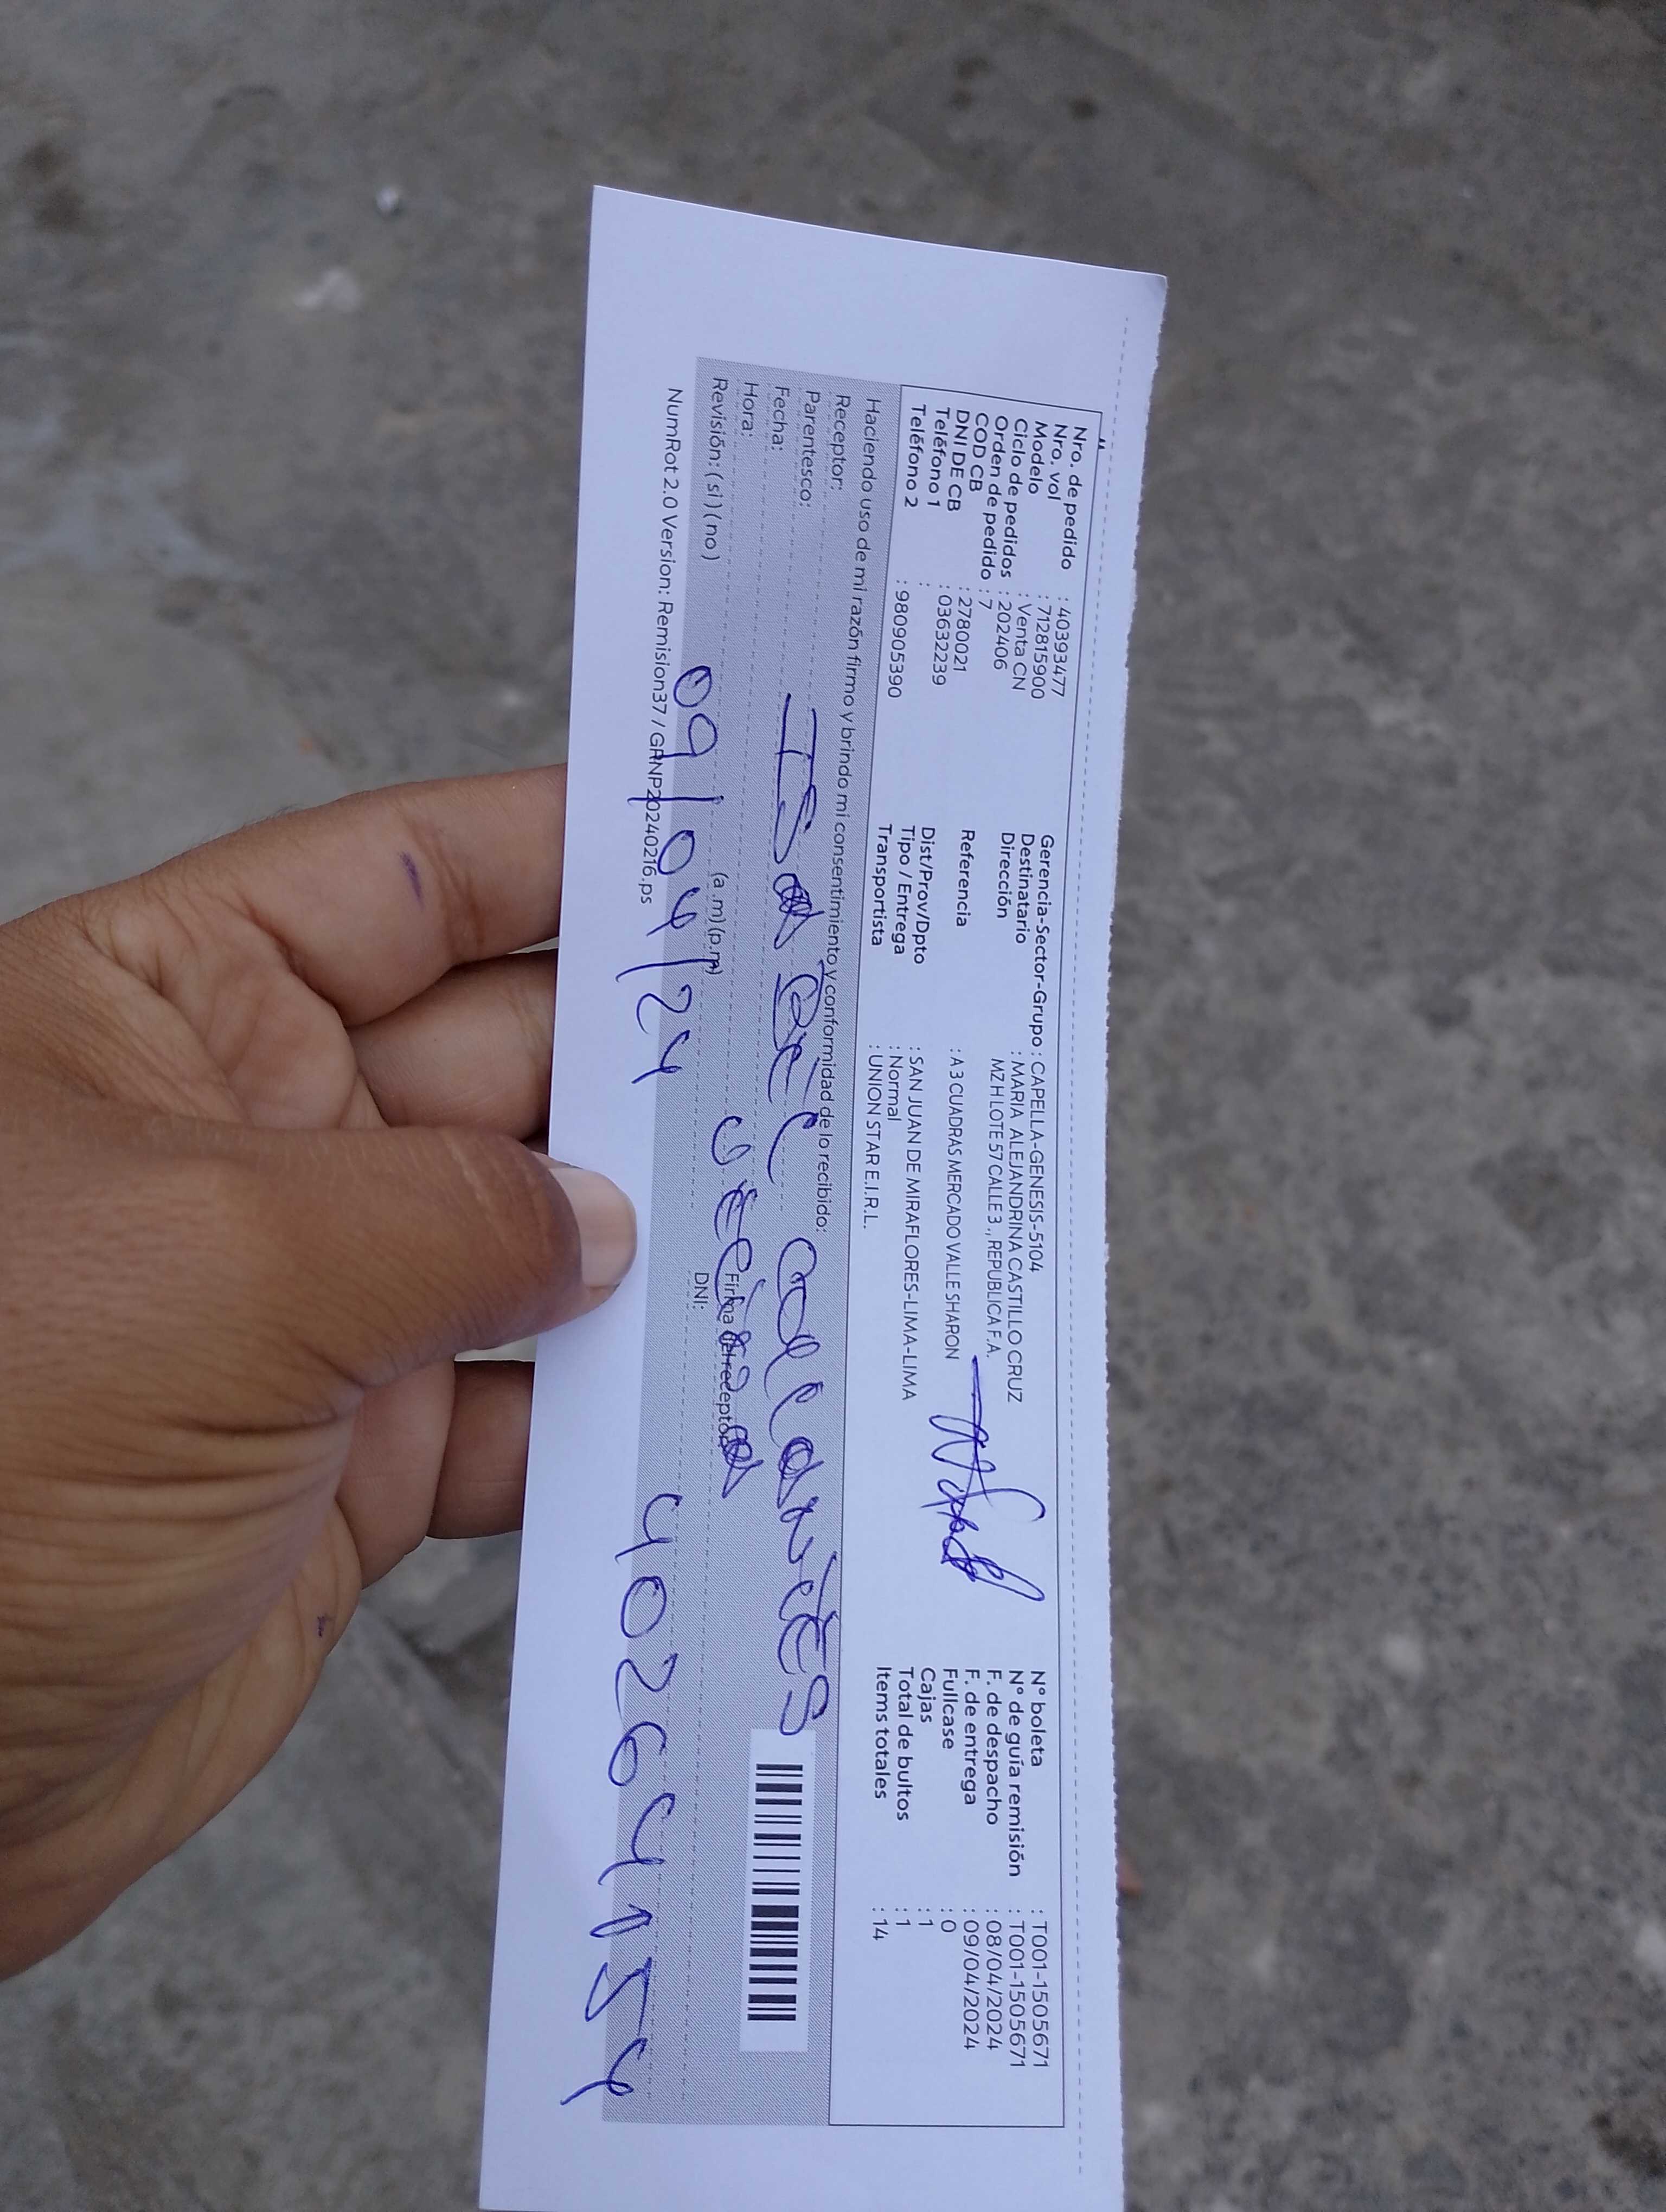 Nro. de pedido : 40393477
Nro. vol : 712815900
Modelo : Venta CN
Ciclo de pedidos : 202406
Orden de pedido : 7
COD CB : 2780021
DNI DE CB : 03632239
Teléfono 1 :
Teléfono 2 : 980905390
Gerencia-Sector-Grupo : CAPELLA-GENESIS-5104
Destinatario : MARIA ALEJANDRINA CASTILLO CRUZ
Dirección MZ H LOTE 57 CALLE 3 , REPUBLICA F. A.
Referencia : A 3 CUADRAS MERCADO VALLE SHARON
Dist/Prov/Dpto : SAN JUAN DE MIRAFLORES-LIMA-LIMA
Tipo / Entrega : Normal
Transportista : UNION STAR E.I.R.L.
N° boleta : T001-1505671
N° de guía remisión : T001-1505671
F. de despacho : 08/04/2024
F. de entrega : 09/04/2024
Fullcase : 0
Cajas : 1
Total de bultos : 1
Items totales : 14
Haciendo uso de mi razón firmo y brindo mi consentimiento y conformidad de lo recibido:
Receptor:
Parentesco:
ISaBEL collantES
Fecha:
Hora: (a .m) (p.m)
VECina
Firma del receptor
Revisión: ( si ) ( no )
DNI:
09/04/24
40264154
NumRot 2.0 Version: Remision37 / GRNP20240216.ps